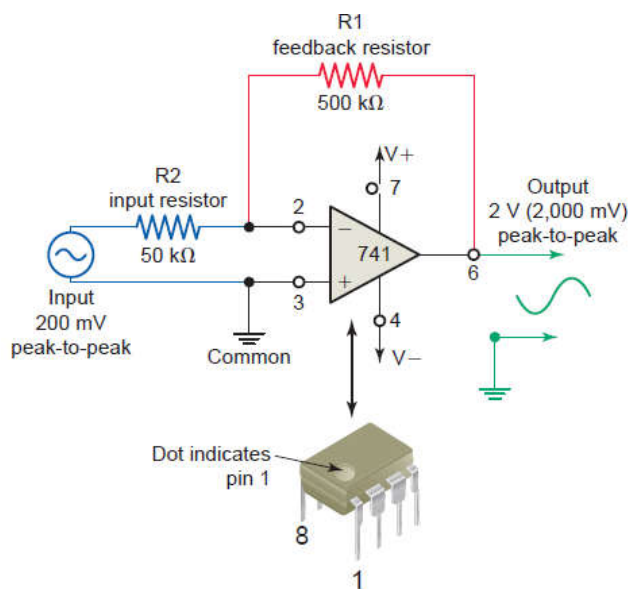 R1
feedback resistor
500 kΩ
V+
7
R2
input resistor
50 kΩ
2
−
741
+
3
6
Output
2 V (2,000 mV)
peak-to-peak
Input
200 mV
peak-to-peak
Common
4
V−
Dot indicates
pin 1
8
1